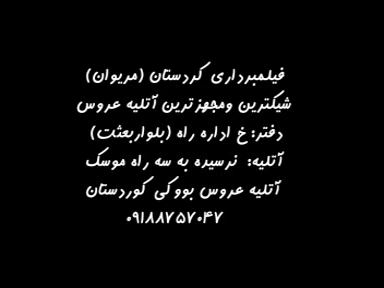 فیلمبرداری کردستان (مریوان)
شیکترین ومجهزترین آتلیه عروس
دفتر: خ اداره راه (بلواربعثت)
آتلیه: نرسیده به سه راه موسک
آتلیه عروس بووکی کوردستان
۰۹۱۸۸۷۵۷۰۴۷